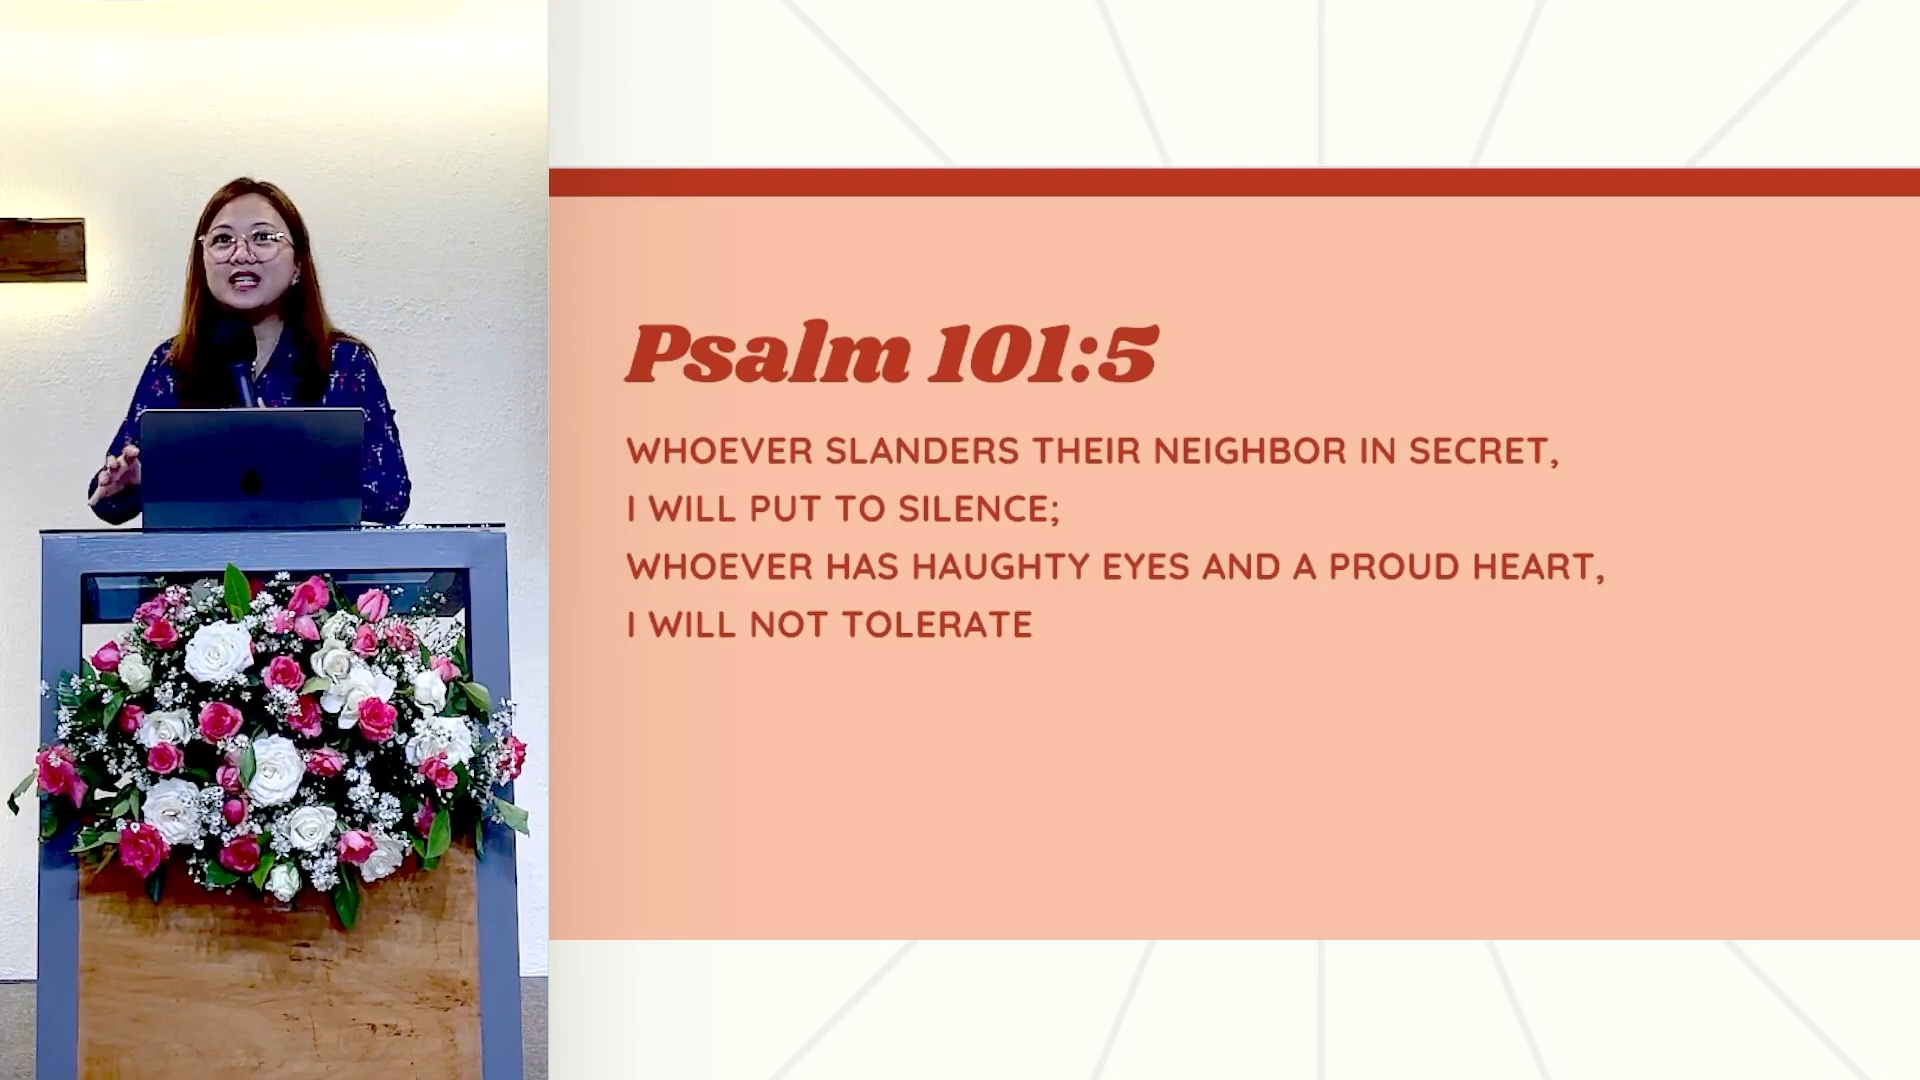 Psalm 101:5
WHOEVER SLANDERS THEIR NEIGHBOR IN SECRET,
I WILL PUT TO SILENCE;
WHOEVER HAS HAUGHTY EYES AND A PROUD HEART,
I WILL NOT TOLERATE